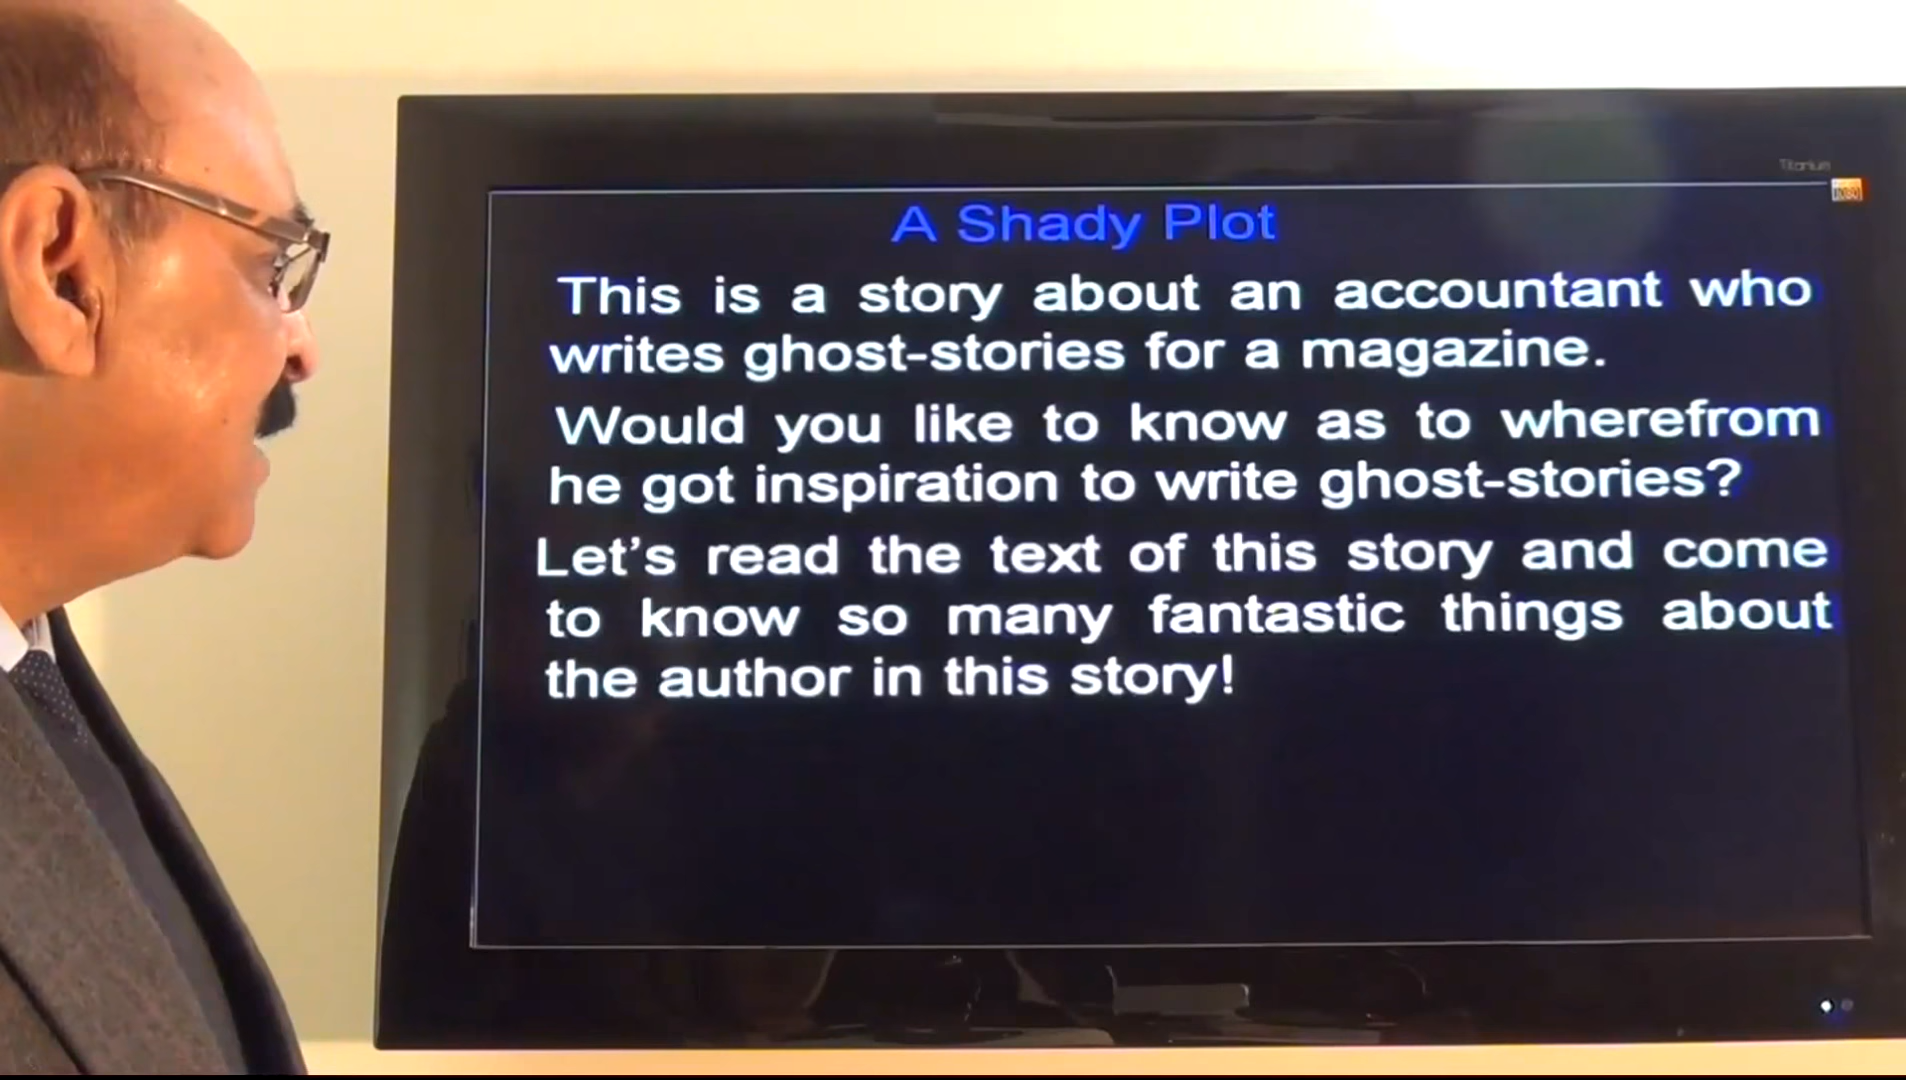 Titanium
A Shady Plot
This is a story about an accountant who
writes ghost-stories for a magazine.
Would you like to know as to wherefrom
he got inspiration to write ghost-stories?
Let’s read the text of this story and come
to know so many fantastic things about
the author in this story!